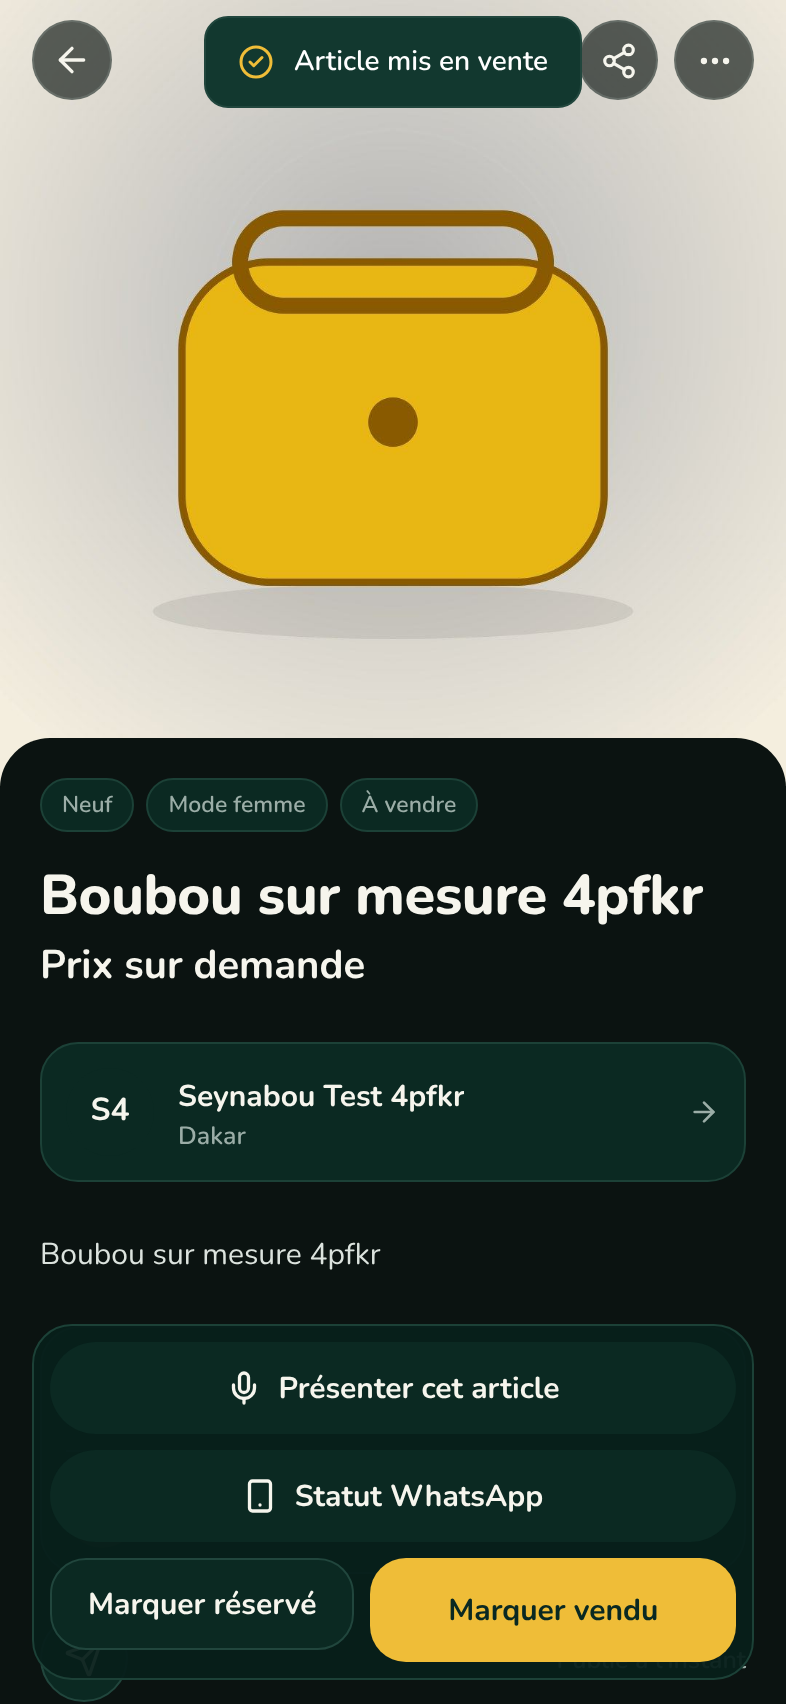 Article mis en vente
Neuf
Mode femme
À vendre
Boubou sur mesure 4pfkr
Prix sur demande
S4
Seynabou Test 4pfkr
Dakar
Boubou sur mesure 4pfkr
Présenter cet article
Statut WhatsApp
Marquer réservé
Marquer vendu